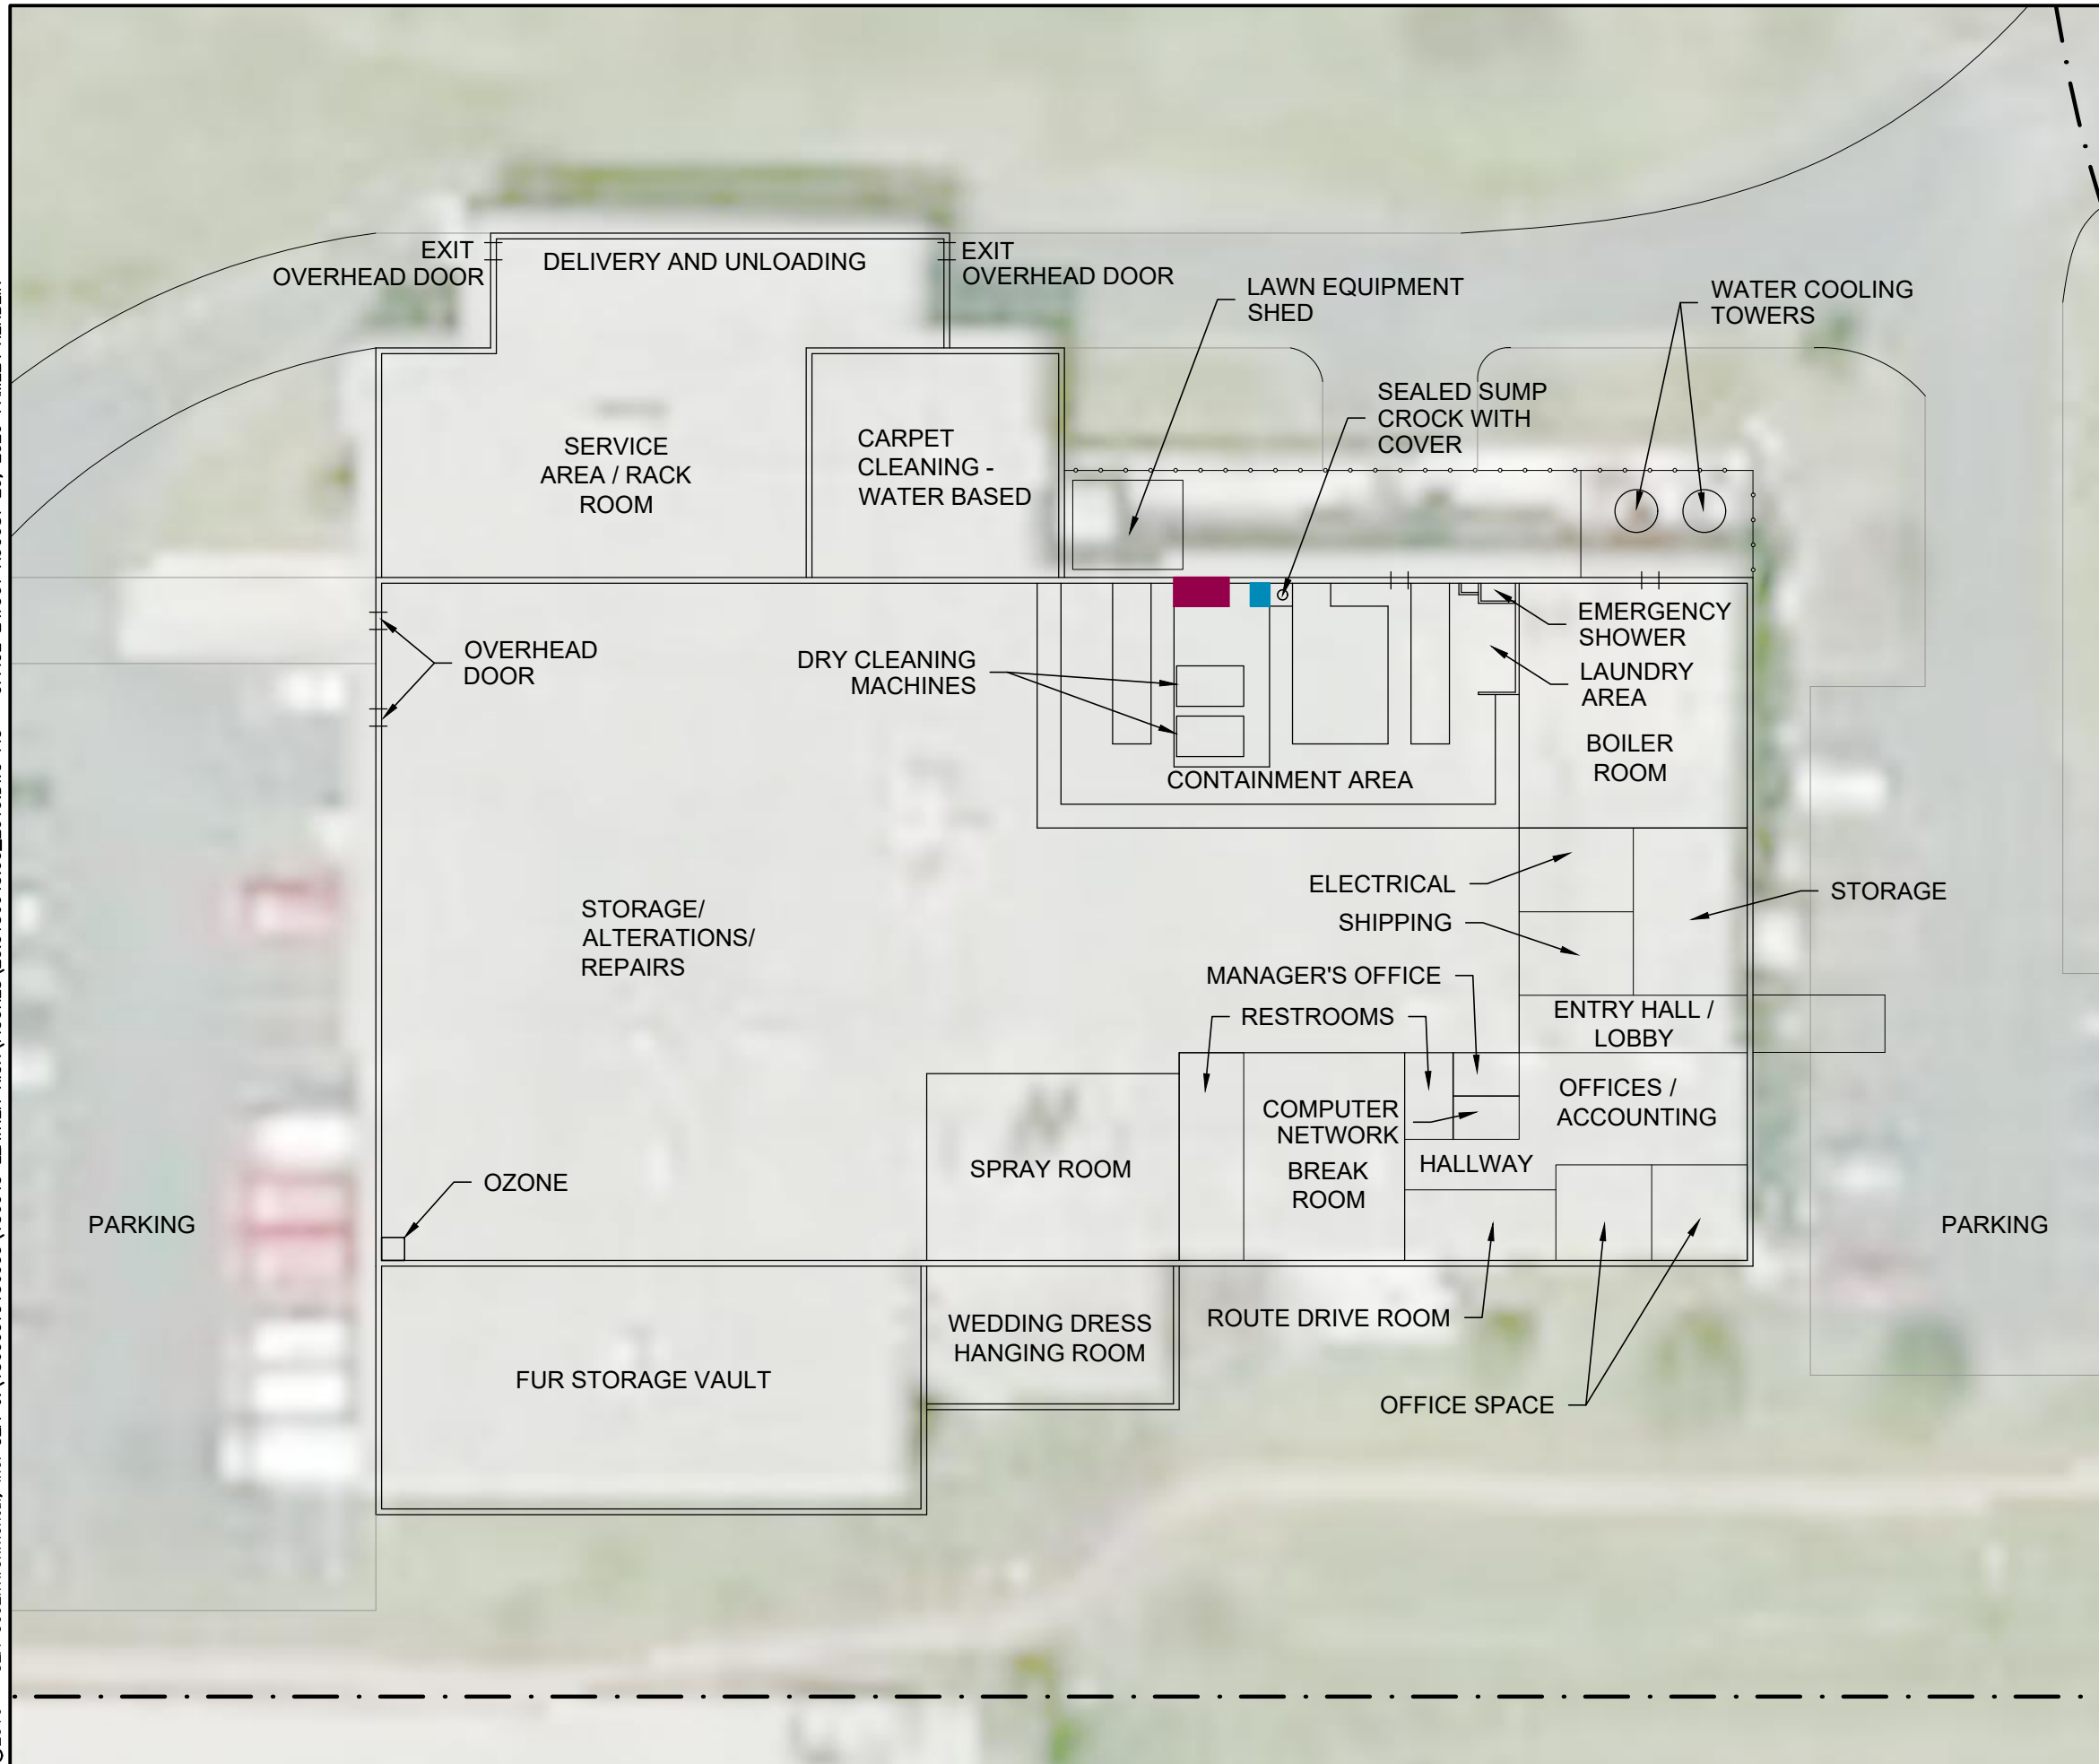 EXIT
OVERHEAD DOOR
DELIVERY AND UNLOADING
EXIT
OVERHEAD DOOR
LAWN EQUIPMENT
SHED
WATER COOLING
TOWERS
SEALED SUMP
CROCK WITH
COVER
SERVICE
AREA / RACK
ROOM
CARPET
CLEANING -
WATER BASED
OVERHEAD
DOOR
DRY CLEANING
MACHINES
EMERGENCY
SHOWER
LAUNDRY
AREA
BOILER
ROOM
CONTAINMENT AREA
ELECTRICAL
STORAGE
SHIPPING
STORAGE/
ALTERATIONS/
REPAIRS
MANAGER'S OFFICE
RESTROOMS
ENTRY HALL /
LOBBY
OFFICES /
ACCOUNTING
COMPUTER
NETWORK
SPRAY ROOM
BREAK
ROOM
HALLWAY
OZONE
PARKING
PARKING
WEDDING DRESS
HANGING ROOM
ROUTE DRIVE ROOM
FUR STORAGE VAULT
OFFICE SPACE